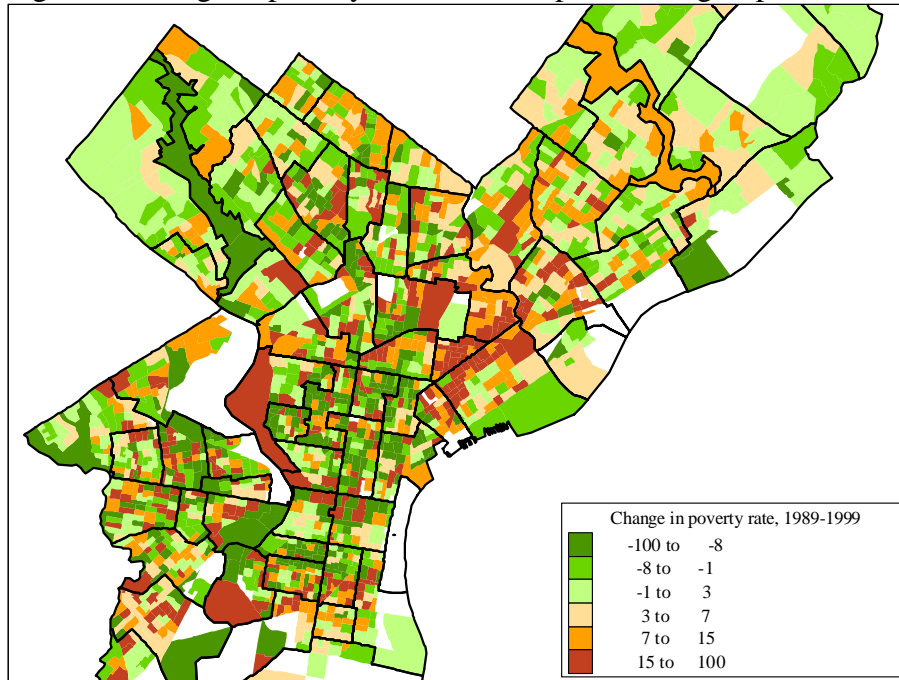 Change in poverty rate, 1989-1999
-100 to -8
-8 to -1
-1 to 3
3 to 7
7 to 15
15 to 100